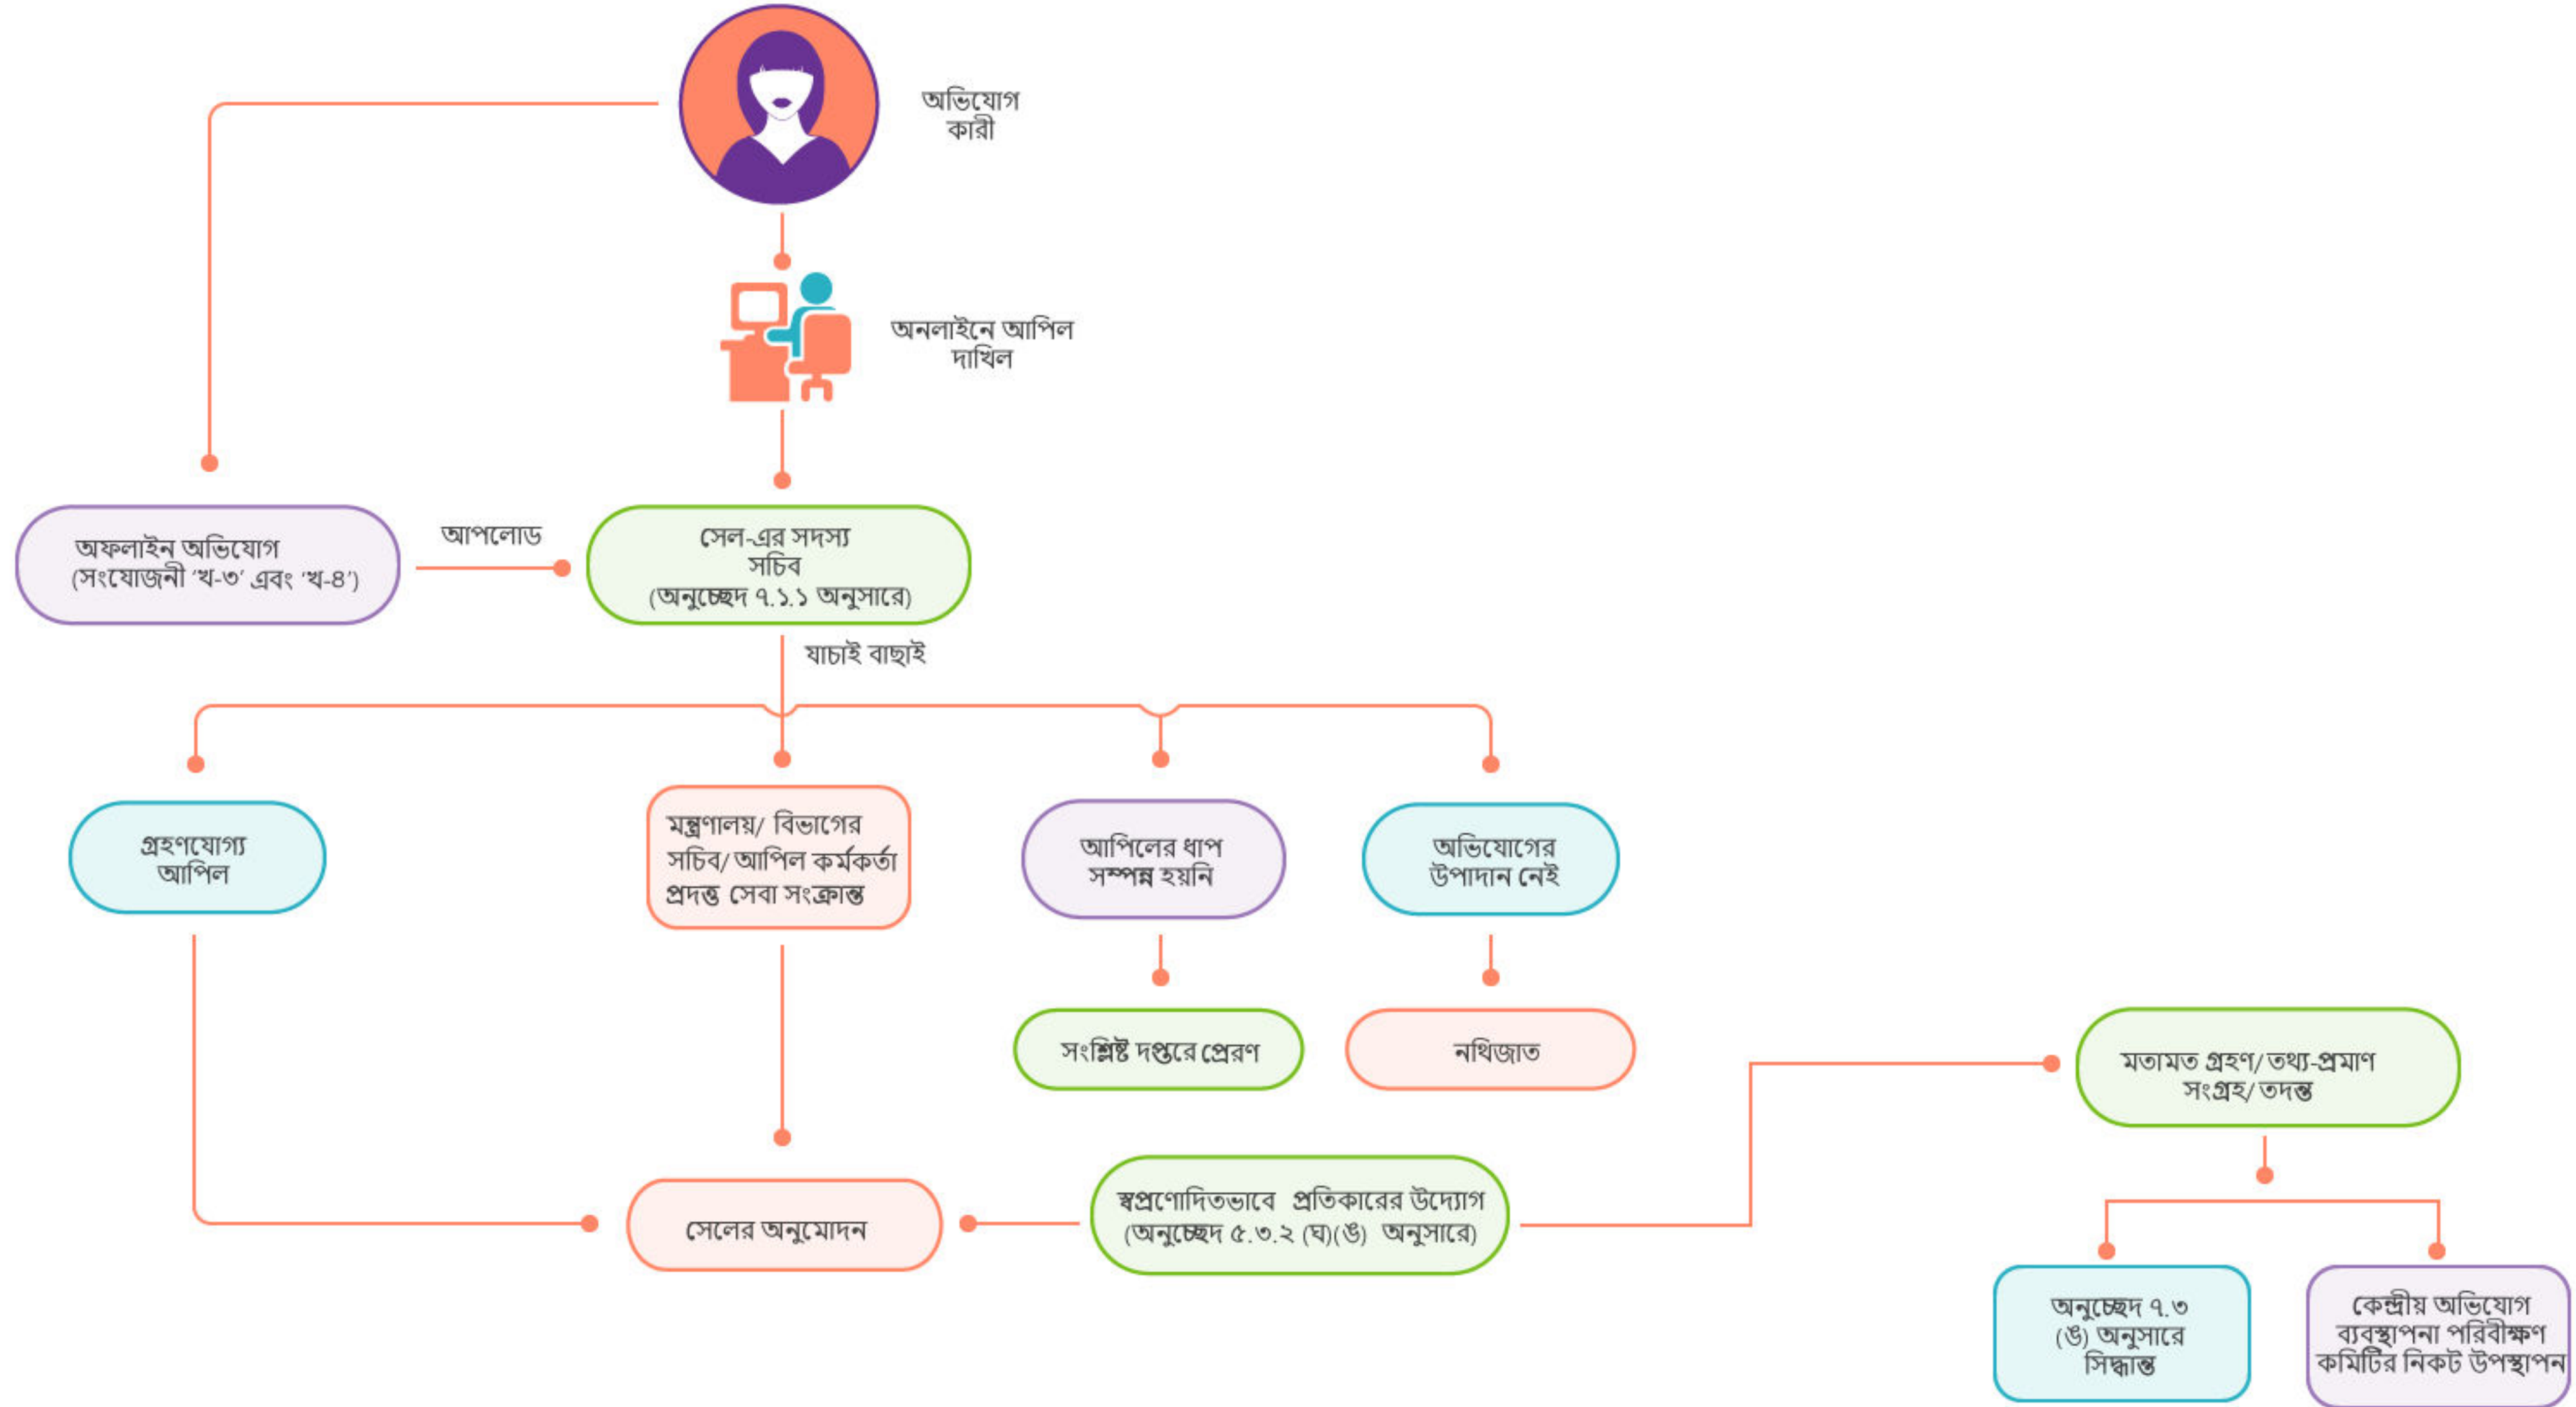 অভিযোগ
কারী
অনলাইনে আপিল
দাখিল
অফলাইন অভিযোগ
(সংযোজনী ‘খ-৩’ এবং ‘খ-৪’)
আপলোড
সেল-এর সদস্য
সচিব
(অনুচ্ছেদ ৭.১.১ অনুসারে)
যাচাই বাছাই
গ্রহণযোগ্য
আপিল
মন্ত্রণালয়/ বিভাগের
সচিব/ আপিল কর্মকর্তা
প্রদত্ত সেবা সংক্রান্ত
আপিলের ধাপ
সম্পন্ন হয়নি
অভিযোগের
উপাদান নেই
সংশ্লিষ্ট দপ্তরে প্রেরণ
নথিজাত
মতামত গ্রহণ/ তথ্য-প্রমাণ
সংগ্রহ/ তদন্ত
সেলের অনুমোদন
স্বপ্রণোদিতভাবে প্রতিকারের উদ্যোগ
(অনুচ্ছেদ ৫.৩.২ (ঘ)(ঙ) অনুসারে)
অনুচ্ছেদ ৭.৩
(ঙ) অনুসারে
সিদ্ধান্ত
কেন্দ্রীয় অভিযোগ
ব্যবস্থাপনা পরিবীক্ষণ
কমিটির নিকট উপস্থাপন